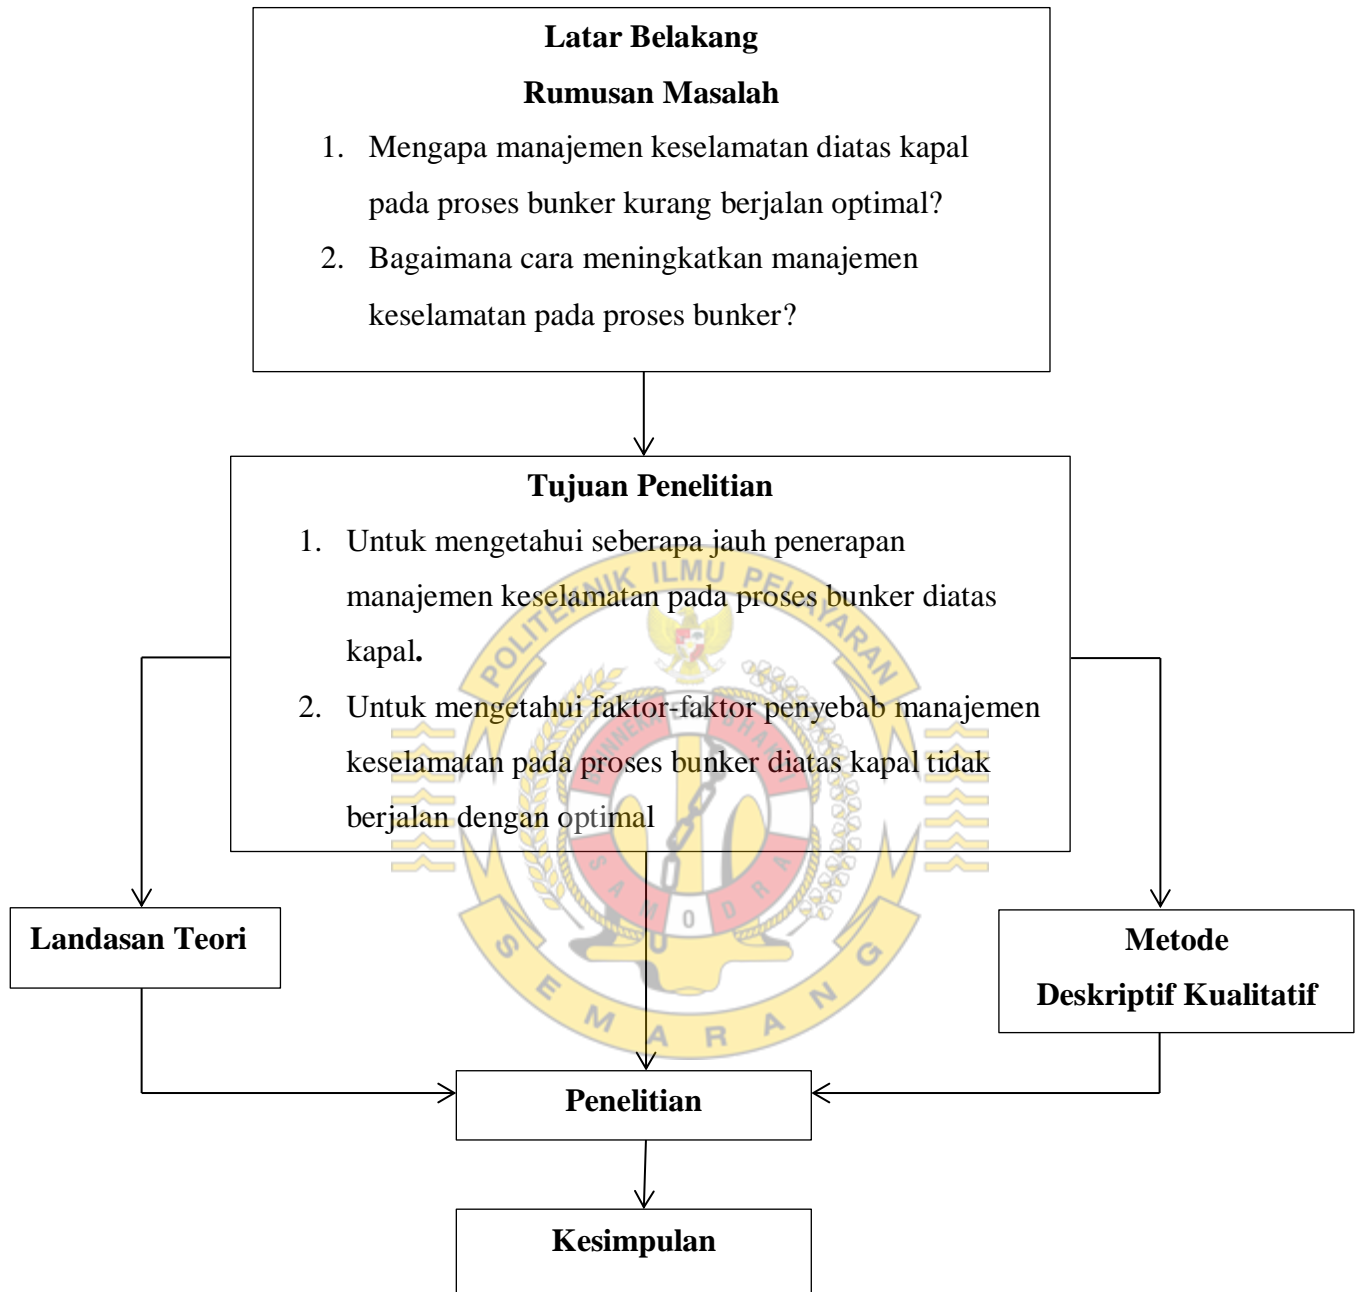 Latar Belakang
Rumusan Masalah
1. Mengapa manajemen keselamatan diatas kapal
pada proses bunker kurang berjalan optimal?
2. Bagaimana cara meningkatkan manajemen
keselamatan pada proses bunker?
Tujuan Penelitian
1. Untuk mengetahui seberapa jauh penerapan
manajemen keselamatan pada proses bunker diatas
kapal.
2. Untuk mengetahui faktor-faktor penyebab manajemen
keselamatan pada proses bunker diatas kapal tidak
berjalan dengan optimal
POLITEKNIK ILMU PELAYARAN
SAMODRA
SEMARANG
Landasan Teori
Metode
Deskriptif Kualitatif
Penelitian
Kesimpulan